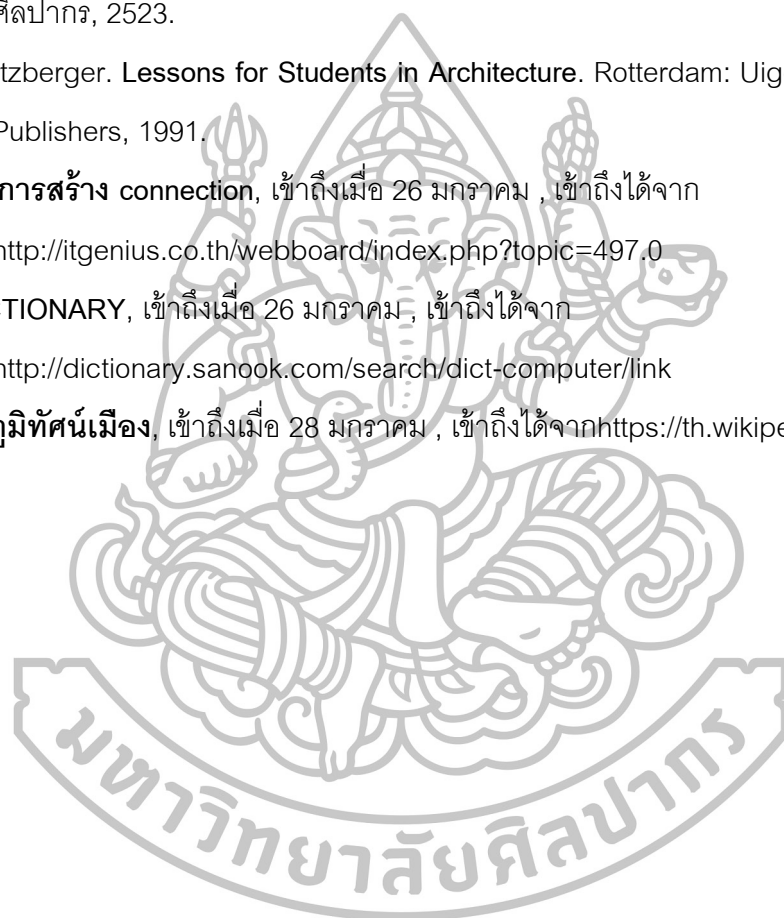 ศิลปากร, 2523.
tzberger. Lessons for Students in Architecture. Rotterdam: Uig
Publishers, 1991.
การสร้าง connection, เข้าถึงเมื่อ 26 มกราคม , เข้าถึงได้จาก
http://itgenius.co.th/webboard/index.php?topic=497.0
CTIONARY, เข้าถึงเมื่อ 26 มกราคม , เข้าถึงได้จาก
http://dictionary.sanook.com/search/dict-computer/link
ภูมิทัศน์เมือง, เข้าถึงเมื่อ 28 มกราคม , เข้าถึงได้จากhttps://th.wikipe
มหาวิทยาลัยศิลปากร